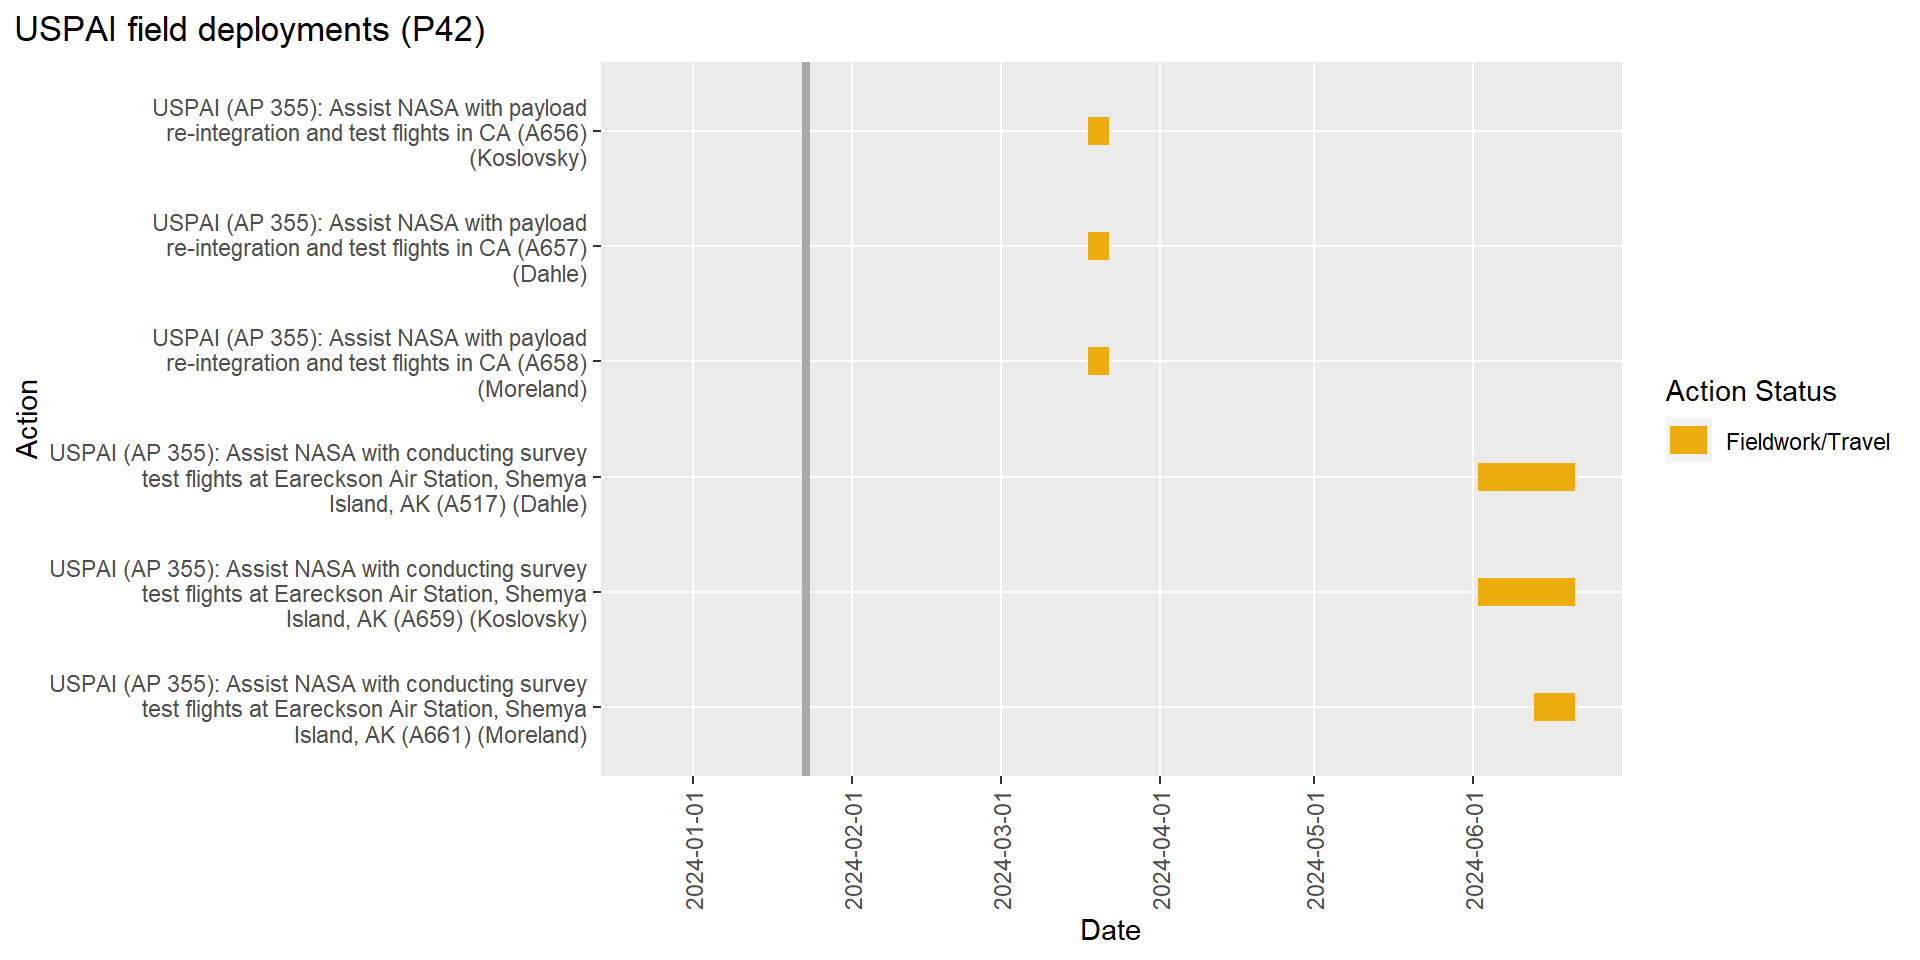 USPAI field deployments (P42)
USPAI (AP 355): Assist NASA with payload
re-integration and test flights in CA (A656)
(Koslovsky)
USPAI (AP 355): Assist NASA with payload
re-integration and test flights in CA (A657)
(Dahle)
USPAI (AP 355): Assist NASA with payload
re-integration and test flights in CA (A658)
(Moreland)
USPAI (AP 355): Assist NASA with conducting survey
test flights at Eareckson Air Station, Shemya
Island, AK (A517) (Dahle)
USPAI (AP 355): Assist NASA with conducting survey
test flights at Eareckson Air Station, Shemya
Island, AK (A659) (Koslovsky)
USPAI (AP 355): Assist NASA with conducting survey
test flights at Eareckson Air Station, Shemya
Island, AK (A661) (Moreland)
Action
2024-01-01
2024-02-01
2024-03-01
2024-04-01
2024-05-01
2024-06-01
Date
Action Status
Fieldwork/Travel